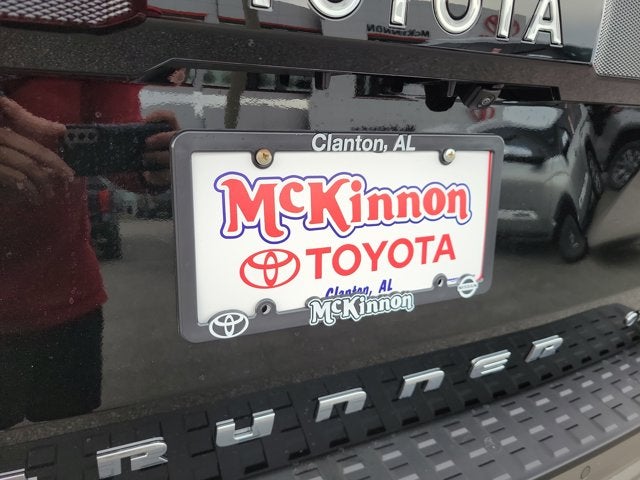 TOYOTA
Clanton, AL
McKinnon
TOYOTA
Clanton, AL
McKinnon
RUNNER